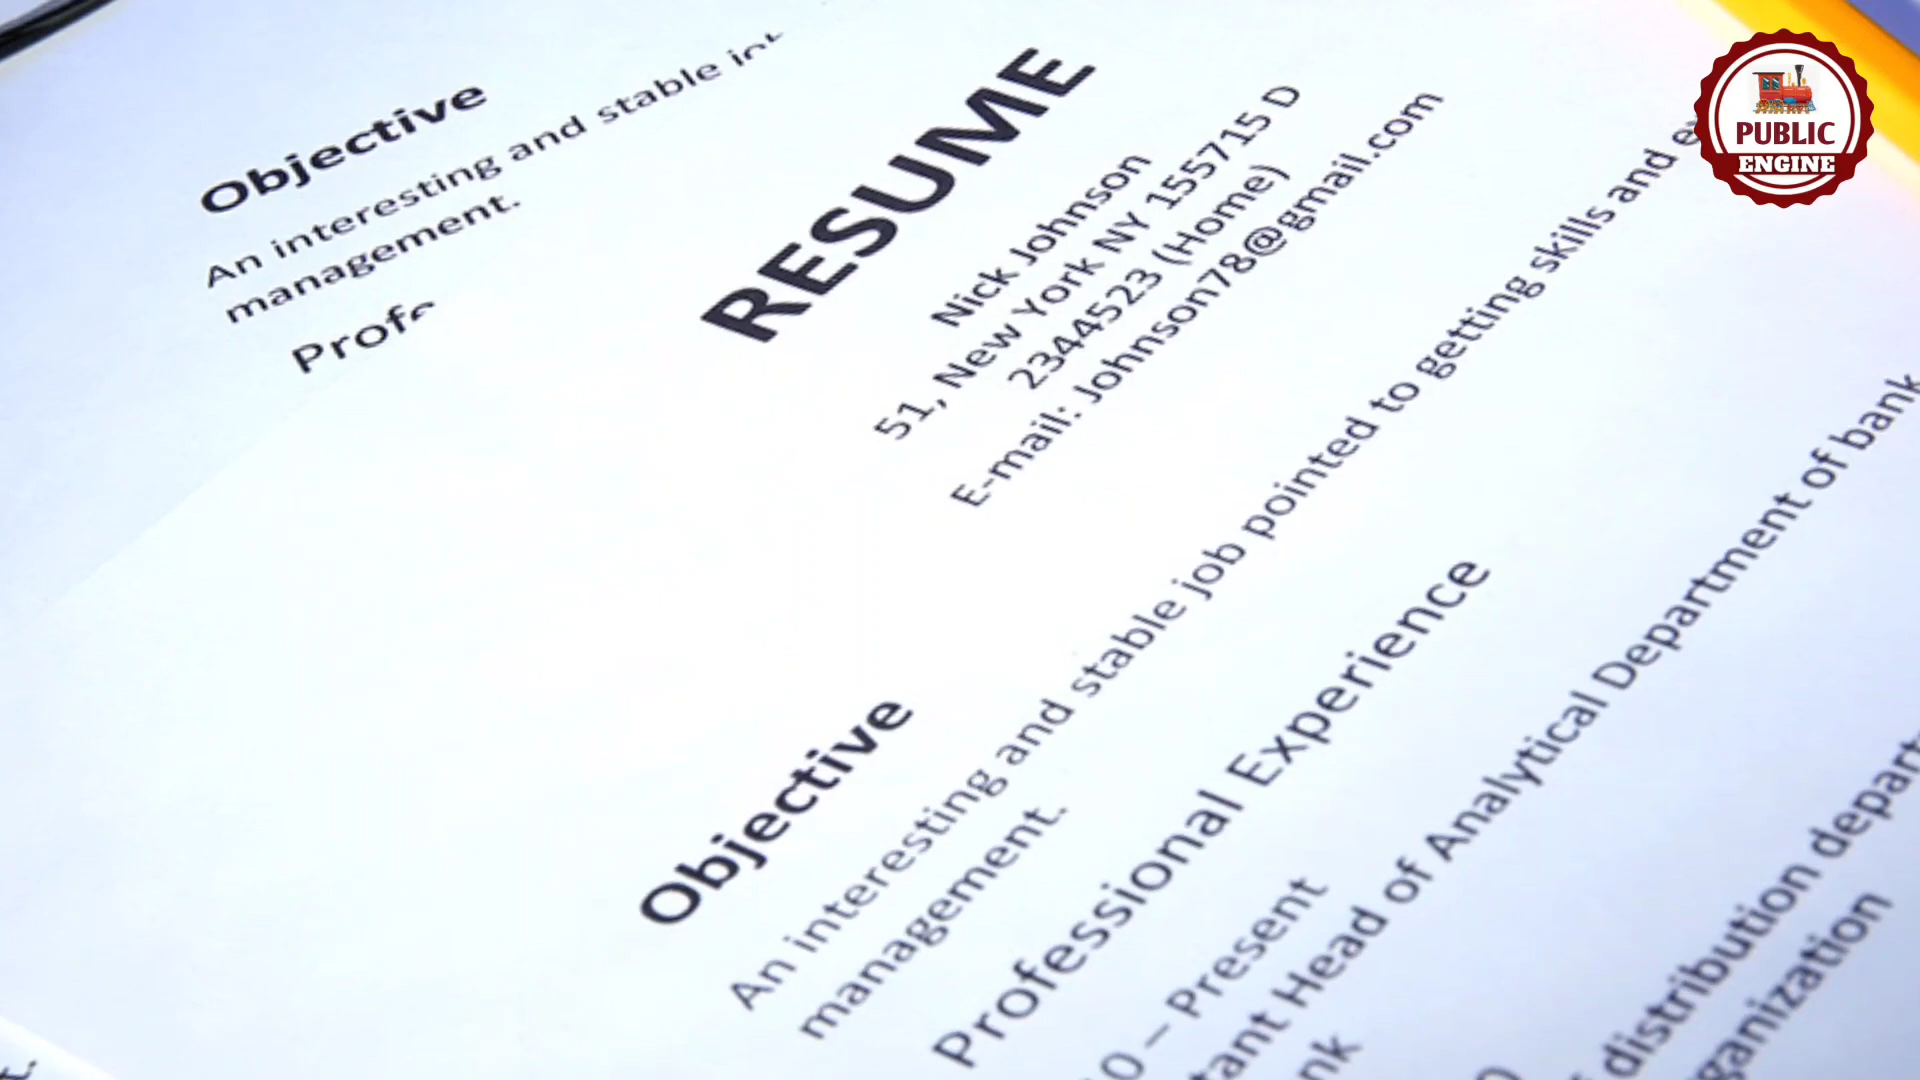 Objective
An interesting and stable
management.
RESUME
Nick Johnson
51, New York NY 155715 D
2344523 (Home)
E-mail: Johnson78@gmail.com
Objective
An interesting and stable job pointed to getting skills and
management.
Professional Experience
– Present
Head of Analytical Department of bank
distribution
PUBLIC
ENGINE